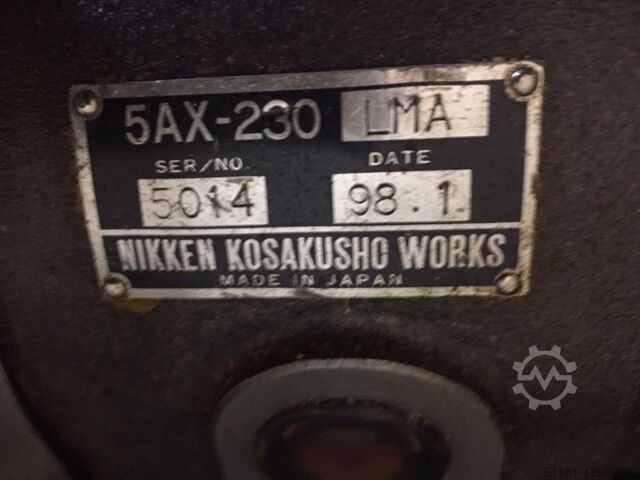 5AX-230 LMA
SER/NO. DATE
5014 98.1
NIKKEN KOSAKUSHO WORKS
MADE IN JAPAN